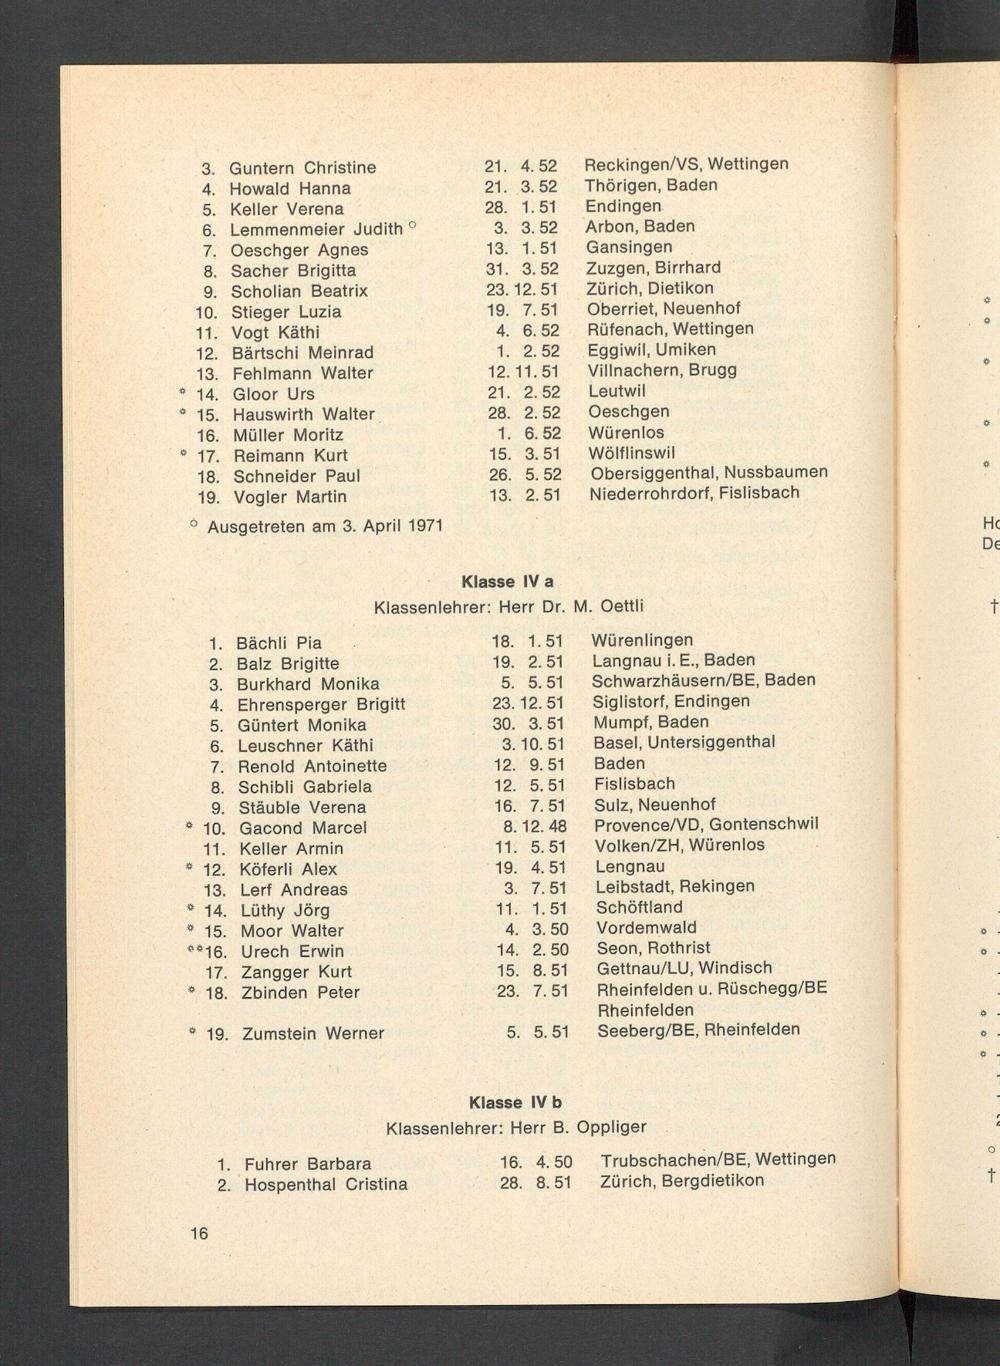 3. Guntern Christine 21. 4. 52 Reckingen/VS, Wettingen
4. Howald Hanna 21. 3. 52 Thörigen, Baden
5. Keller Verena 28. 1. 51 Endingen
6. Lemmenmeier Judith ° 3. 3. 52 Arbon, Baden
7. Oeschger Agnes 13. 1. 51 Gansingen
8. Sacher Brigitta 31. 3. 52 Zuzgen, Birrhard
9. Scholian Beatrix 23. 12. 51 Zürich, Dietikon
10. Stieger Luzia 19. 7. 51 Oberriet, Neuenhof
11. Vogt Käthi 4. 6. 52 Rüfenach, Wettingen
12. Bärtschi Meinrad 1. 2. 52 Eggiwil, Umiken
13. Fehlmann Walter 12. 11. 51 Villnachern, Brugg
* 14. Gloor Urs 21. 2. 52 Leutwil
* 15. Hauswirth Walter 28. 2. 52 Oeschgen
16. Müller Moritz 1. 6. 52 Würenlos
* 17. Reimann Kurt 15. 3. 51 Wölflinswil
18. Schneider Paul 26. 5. 52 Obersiggenthal, Nussbaumen
19. Vogler Martin 13. 2. 51 Niederrohrdorf, Fislisbach
° Ausgetreten am 3. April 1971
Klasse IV a
Klassenlehrer: Herr Dr. M. Oettli
1. Bächli Pia 18. 1. 51 Würenlingen
2. Balz Brigitte 19. 2. 51 Langnau i. E., Baden
3. Burkhard Monika 5. 5. 51 Schwarzhäusern/BE, Baden
4. Ehrensperger Brigitt 23. 12. 51 Siglistorf, Endingen
5. Güntert Monika 30. 3. 51 Mumpf, Baden
6. Leuschner Käthi 3. 10. 51 Basel, Untersiggenthal
7. Renold Antoinette 12. 9. 51 Baden
8. Schibli Gabriela 12. 5. 51 Fislisbach
9. Stäuble Verena 16. 7. 51 Sulz, Neuenhof
* 10. Gacond Marcel 8. 12. 48 Provence/VD, Gontenschwil
11. Keller Armin 11. 5. 51 Volken/ZH, Würenlos
* 12. Köferli Alex 19. 4. 51 Lengnau
13. Lerf Andreas 3. 7. 51 Leibstadt, Rekingen
* 14. Lüthy Jörg 11. 1. 51 Schöftland
* 15. Moor Walter 4. 3. 50 Vordemwald
**16. Urech Erwin 14. 2. 50 Seon, Rothrist
17. Zangger Kurt 15. 8. 51 Gettnau/LU, Windisch
* 18. Zbinden Peter 23. 7. 51 Rheinfelden u. Rüschegg/BE
Rheinfelden
* 19. Zumstein Werner 5. 5. 51 Seeberg/BE, Rheinfelden
Klasse IV b
Klassenlehrer: Herr B. Oppliger
1. Fuhrer Barbara 16. 4. 50 Trubschachen/BE, Wettingen
2. Hospenthal Cristina 28. 8. 51 Zürich, Bergdietikon
16